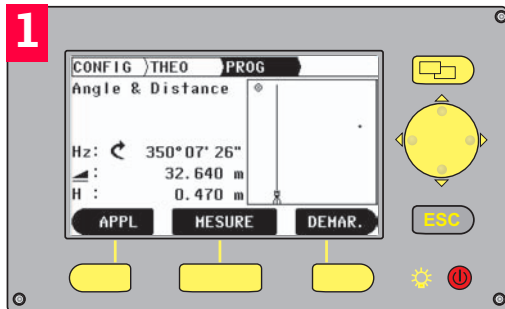 1
CONFIG THEO PROG
Angle & Distance
Hz: 350°07'26"
: 32.640 m
H : 0.470 m
APPL MESURE DEMAR.
ESC